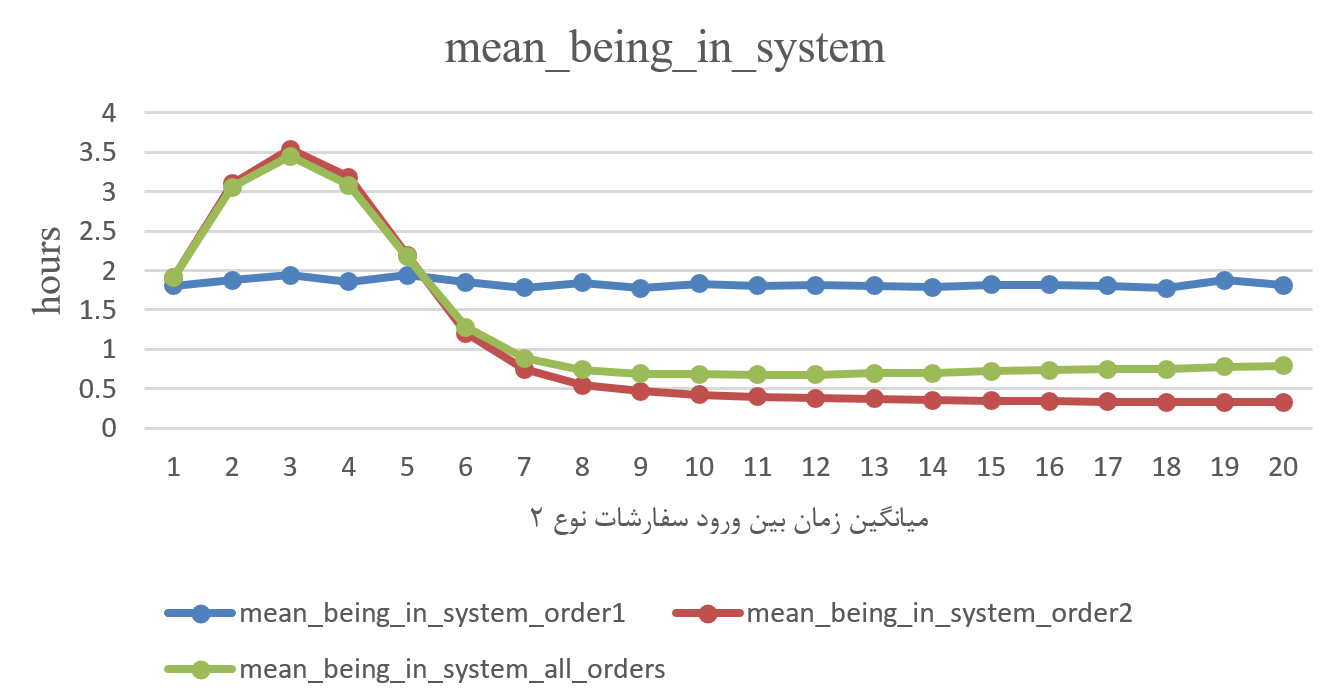 mean_being_in_system
4
3.5
3
2.5
2
1.5
1
0.5
0
hours
1 2 3 4 5 6 7 8 9 10 11 12 13 14 15 16 17 18 19 20
میانگین زمان بین ورود سفارشات نوع ۲
mean_being_in_system_order1 mean_being_in_system_order2
mean_being_in_system_all_orders